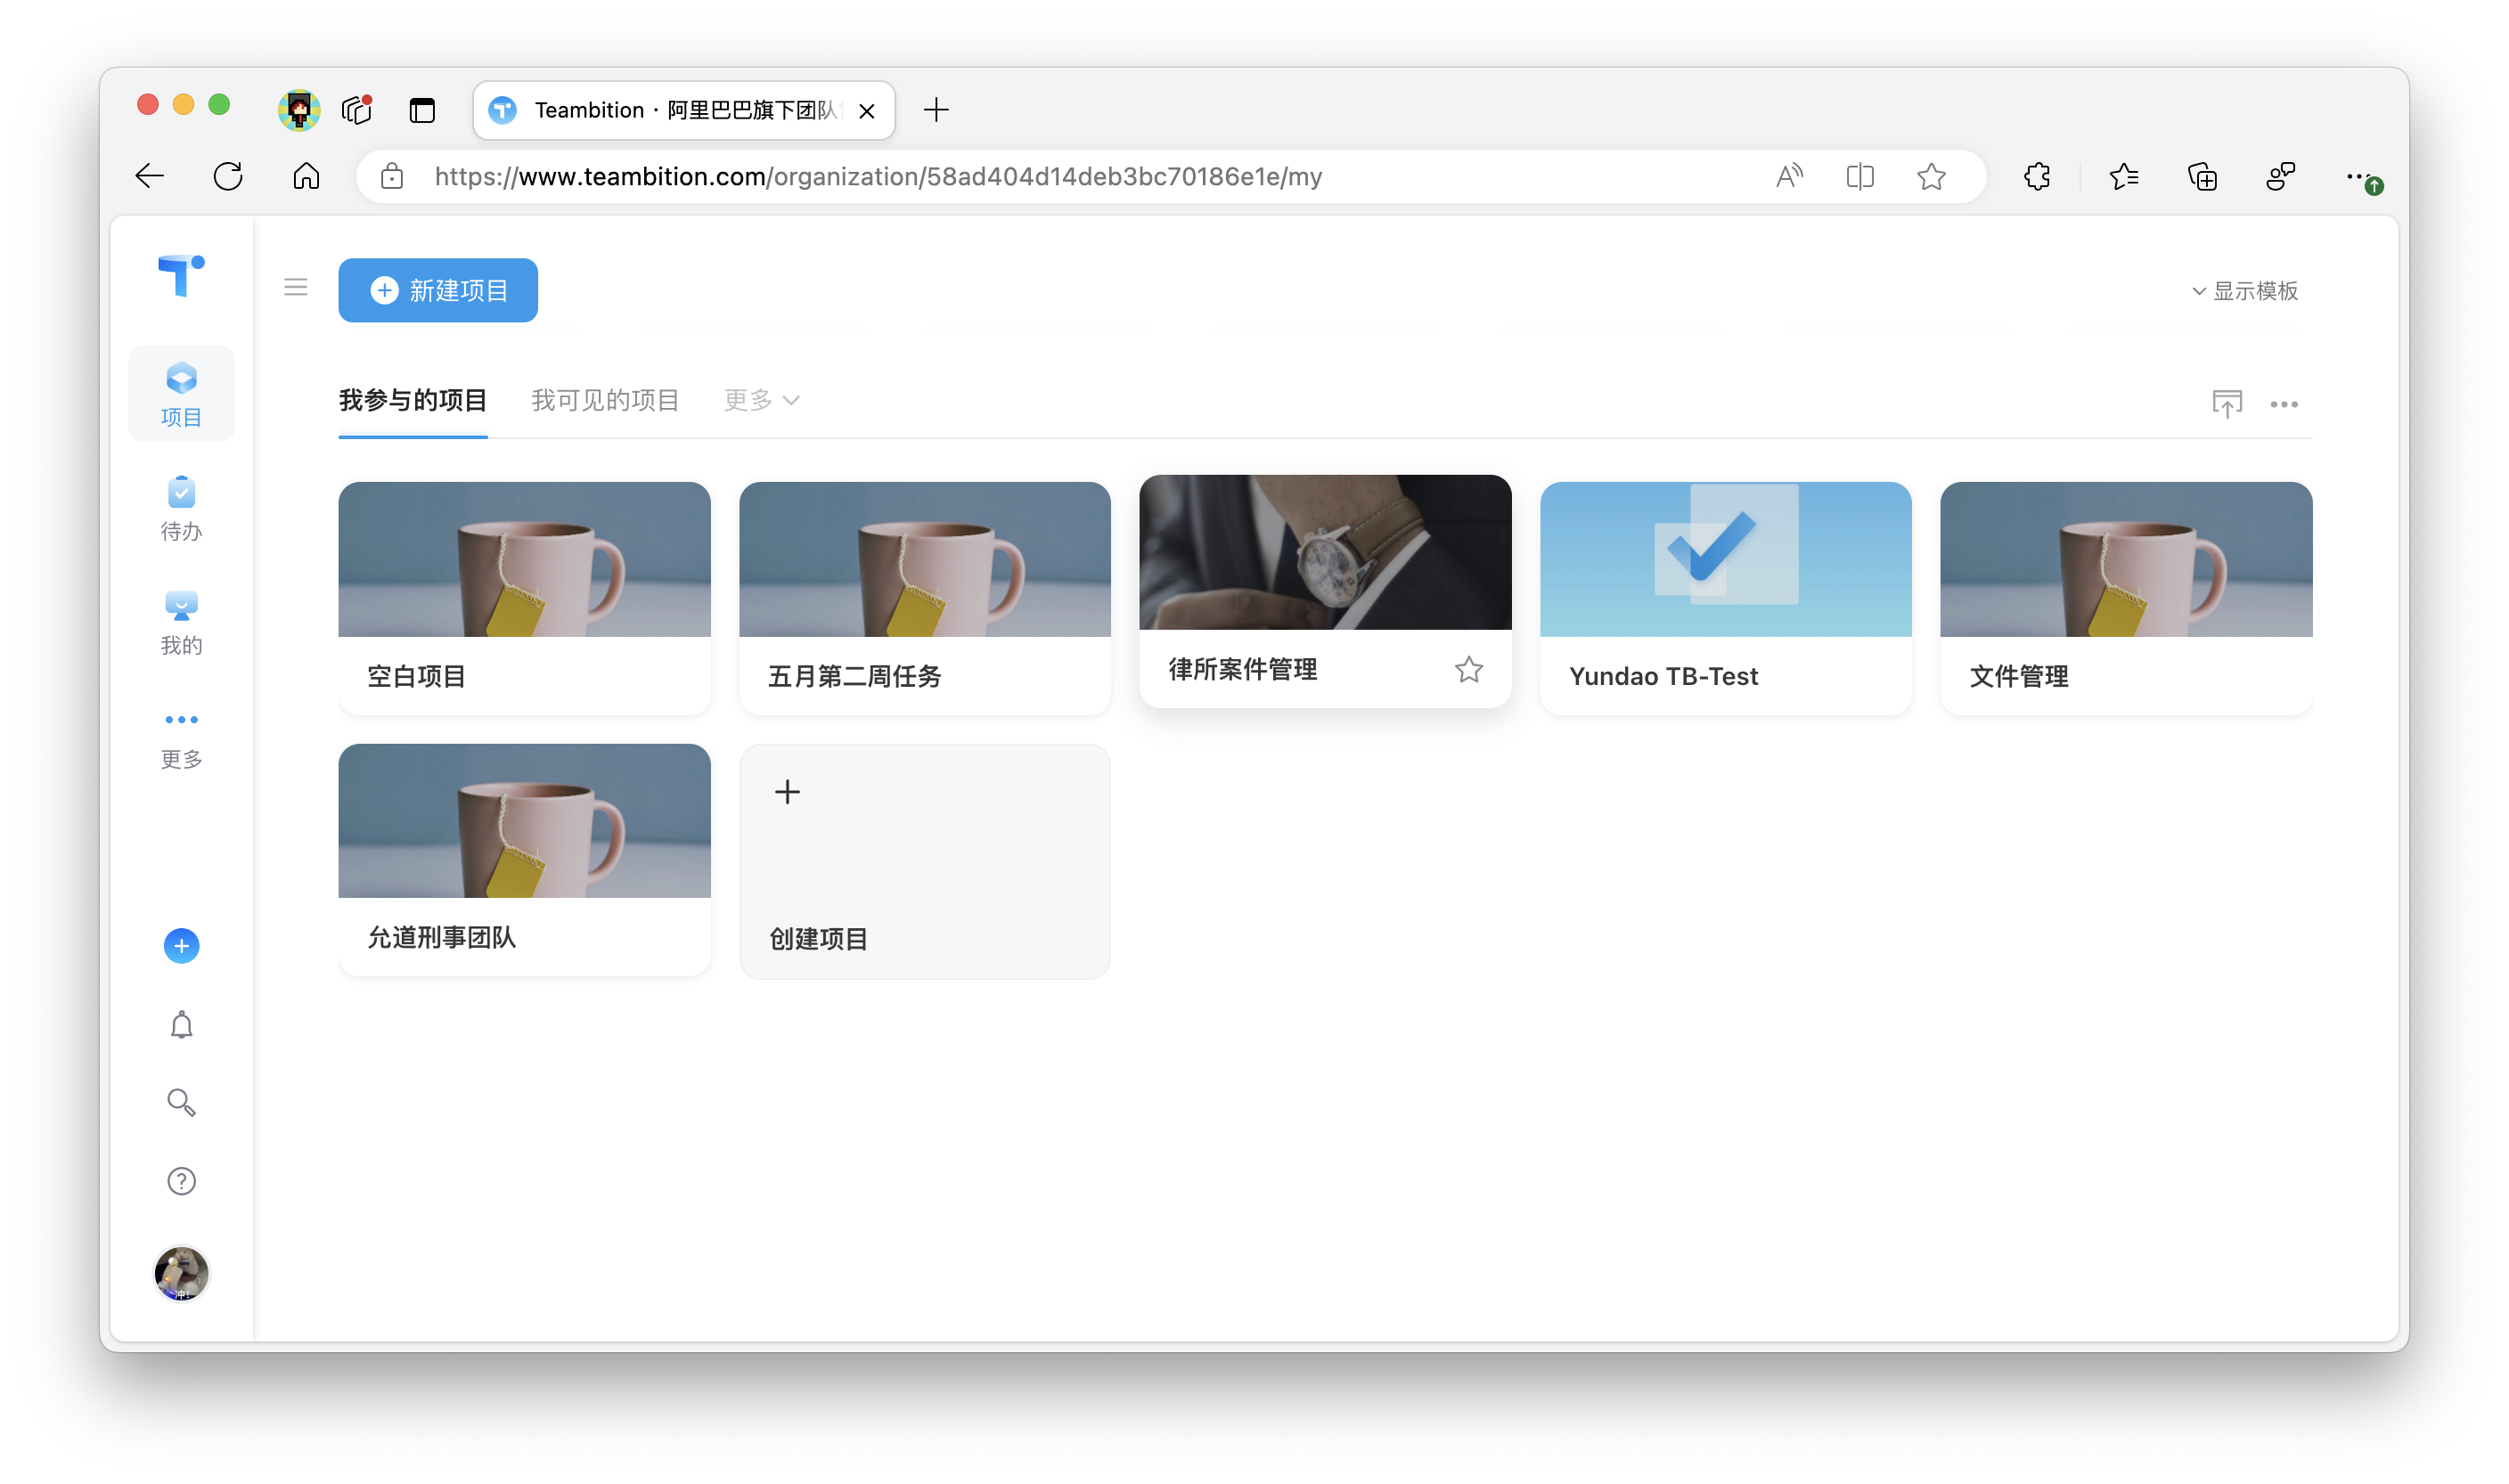 Teambition · 阿里巴巴旗下团队
https://www.teambition.com/organization/58ad404d14deb3bc70186e1e/my
新建项目
显示模板
项目
待办
我的
更多
我参与的项目
我可见的项目
更多
空白项目
五月第二周任务
律所案件管理
Yundao TB-Test
文件管理
允道刑事团队
创建项目
冲!